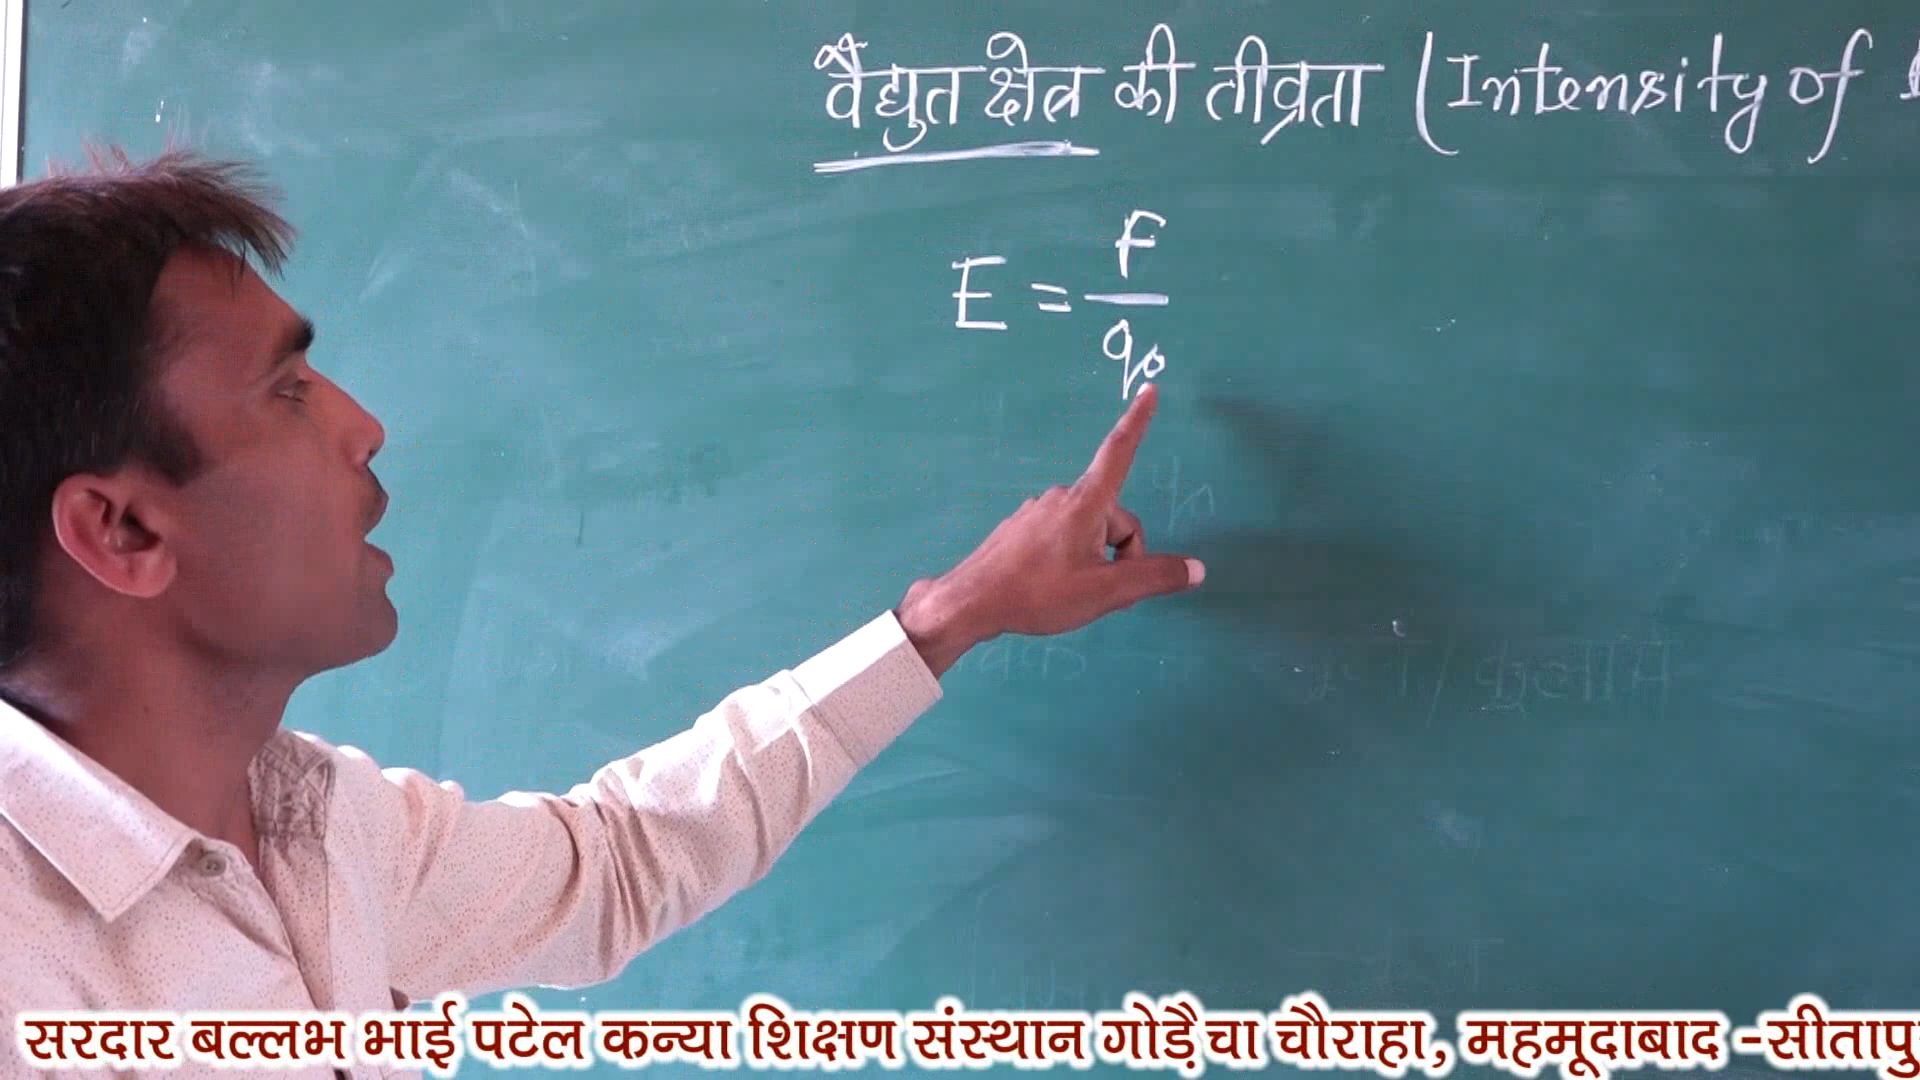 वैद्युत क्षेत्र की तीव्रता (Intensity of
E = F/q₀
सरदार बल्लभ भाई पटेल कन्या शिक्षण संस्थान गोड़ैचा चौराहा, महमूदाबाद -सीतापु